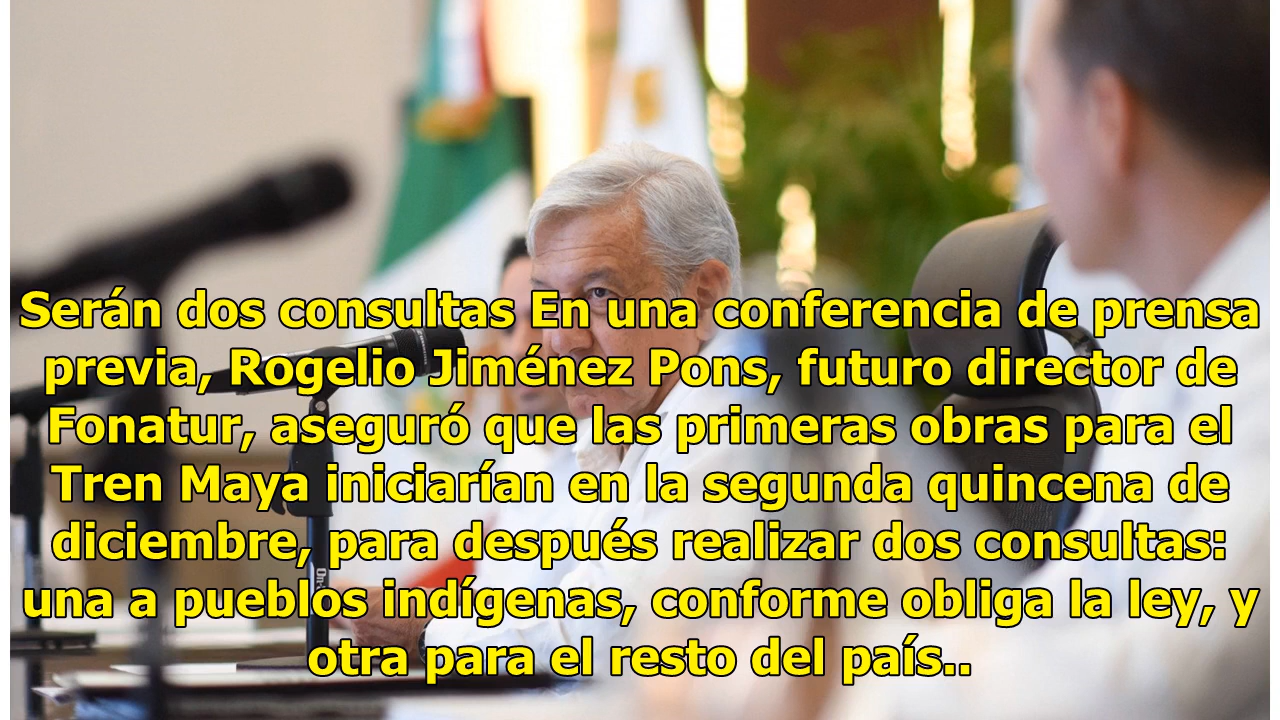 Serán dos consultas En una conferencia de prensa
previa, Rogelio Jiménez Pons, futuro director de
Fonatur, aseguró que las primeras obras para el
Tren Maya iniciarían en la segunda quincena de
diciembre, para después realizar dos consultas:
una a pueblos indígenas, conforme obliga la ley, y
otra para el resto del país..